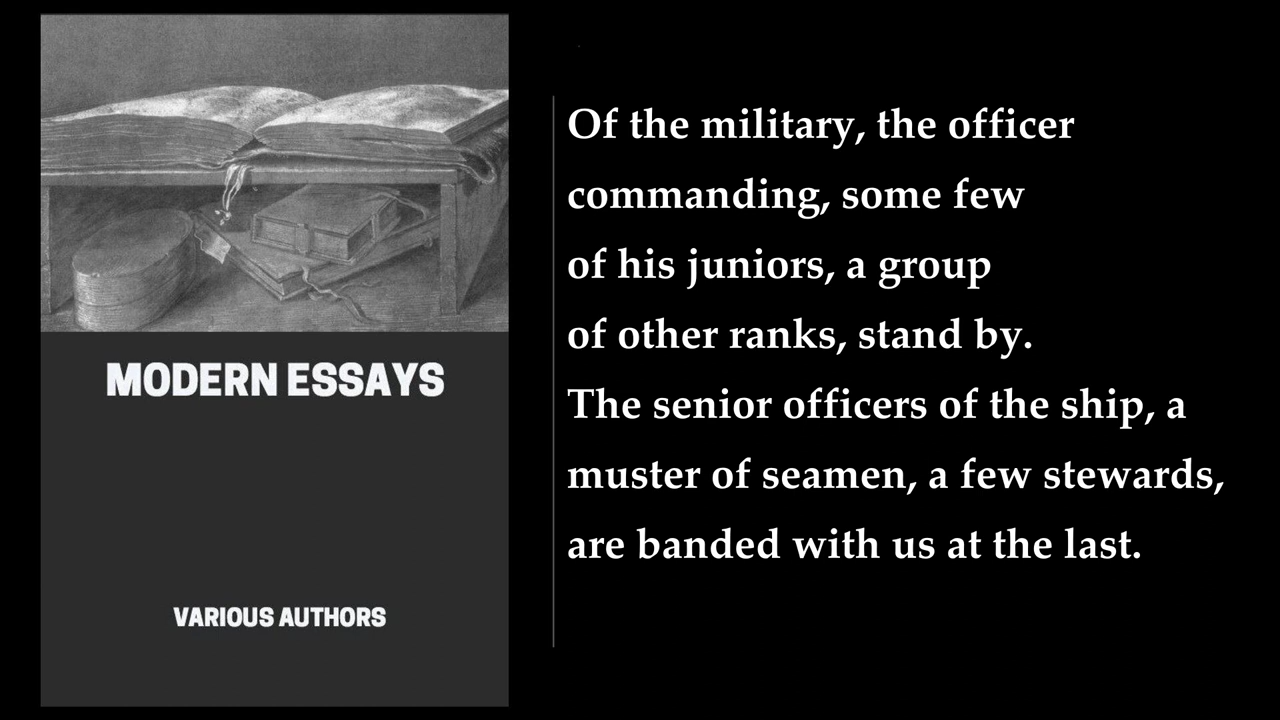 MODERN ESSAYS
VARIOUS AUTHORS
Of the military, the officer
commanding, some few
of his juniors, a group
of other ranks, stand by.
The senior officers of the ship, a
muster of seamen, a few stewards,
are banded with us at the last.